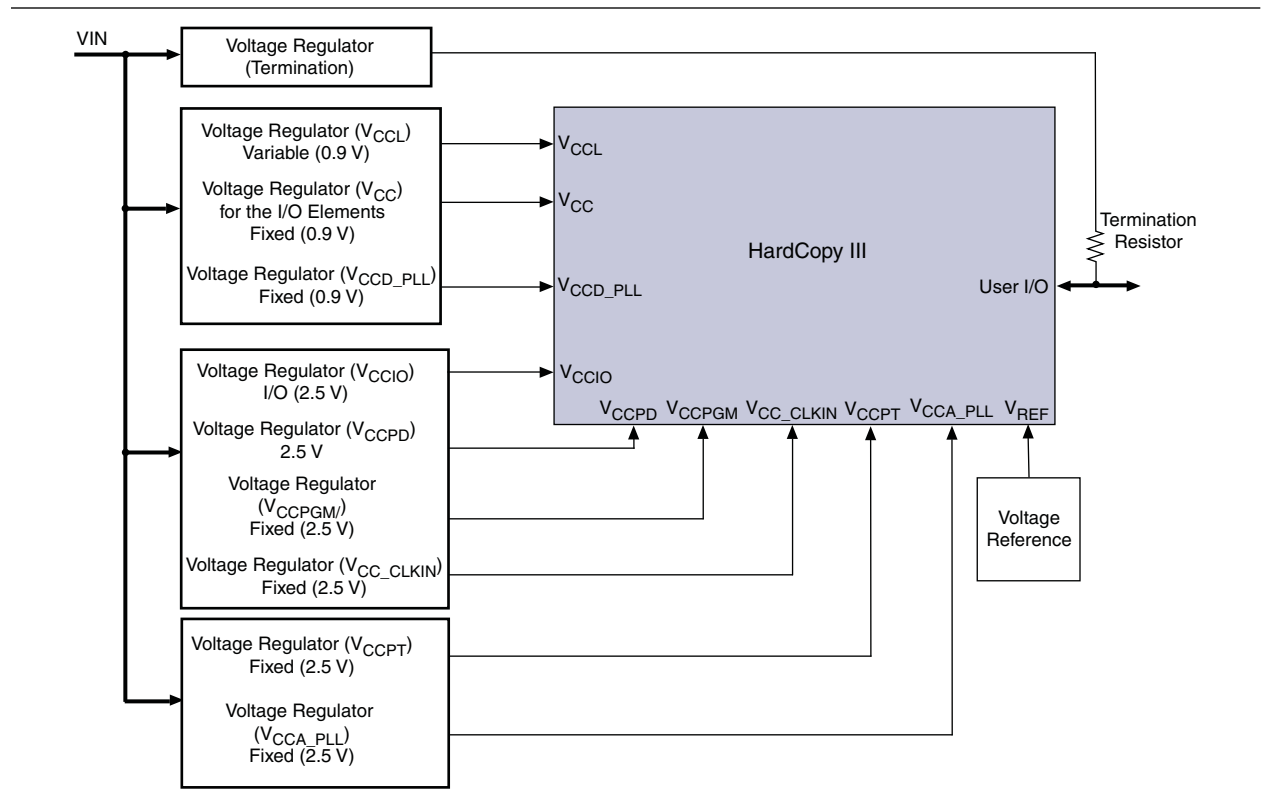 VIN
Voltage Regulator
(Termination)
Voltage Regulator (VCCL)
Variable (0.9 V)
Voltage Regulator (VCC)
for the I/O Elements
Fixed (0.9 V)
Voltage Regulator (VCCD_PLL)
Fixed (0.9 V)
Voltage Regulator (VCCIO)
I/O (2.5 V)
Voltage Regulator (VCCPD)
2.5 V
Voltage Regulator
(VCCPGM/)
Fixed (2.5 V)
Voltage Regulator (VCC_CLKIN)
Fixed (2.5 V)
Voltage Regulator (VCCPT)
Fixed (2.5 V)
Voltage Regulator
(VCCA_PLL)
Fixed (2.5 V)
VCCL
VCC
VCCD_PLL
VCCIO
HardCopy III
User I/O
VCCPD VCCPGM VCC_CLKIN VCCPT VCCA_PLL VREF
Termination
Resistor
Voltage
Reference